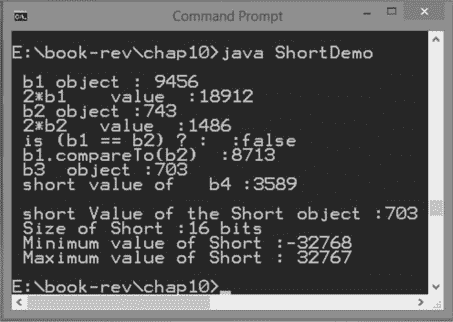 Command Prompt
E:\book-rev\chap10>java ShortDemo
b1 object : 9456
2*b1 value :18912
b2 object :743
2*b2 value :1486
is (b1 == b2) ? : :false
b1.compareTo(b2) :8713
b3 object :703
short value of b4 :3589
short Value of the Short object :703
Size of Short :16 bits
Minimum value of Short :-32768
Maximum value of Short : 32767
E:\book-rev\chap10>_